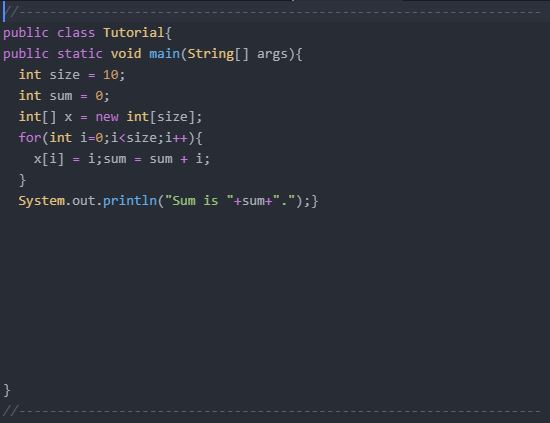 //--------------------------------------------------------------------
public class Tutorial{
public static void main(String[] args){
  int size = 10;
  int sum = 0;
  int[] x = new int[size];
  for(int i=0;i<size;i++){
    x[i] = i;sum = sum + i;
  }
  System.out.println("Sum is "+sum+".");}
}
//--------------------------------------------------------------------